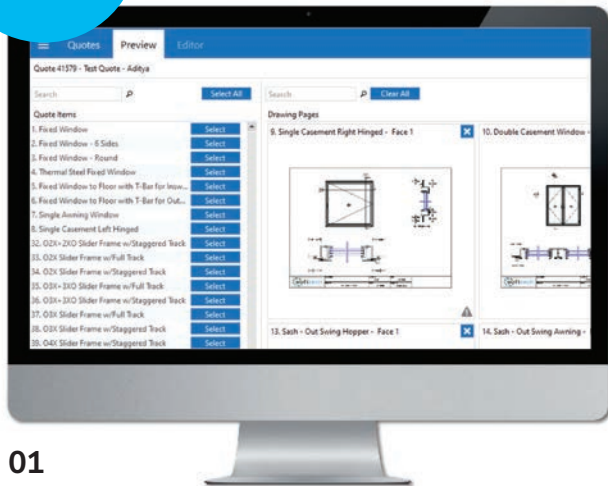 Quotes Preview Editor
Quote 41579 - Test Quote - Aditya
Search Select All Search Clear All
Quote Items Drawing Pages
1. Fixed Window Select
2. Fixed Window - 6 Sides Select
3. Fixed Window - Round Select
4. Thermal Steel Fixed Window Select
5. Fixed Window to Floor with T-Bar for Inow... Select
6. Fixed Window to Floor with T-Bar for Out... Select
7. Single Awning Window Select
8. Single Casement Left Hinged Select
32. O2X+2XO Slider Frame w/Staggered Track Select
33. O2X Slider Frame w/Full Track Select
34. O2X Slider Frame w/Staggered Track Select
35. O3X+3XO Slider Frame w/Full Track Select
36. O3X+3XO Slider Frame w/Staggered Track Select
37. O3X Slider Frame w/Full Track Select
38. O3X Slider Frame w/Staggered Track Select
39. O4X Slider Frame w/Staggered Track Select
9. Single Casement Right Hinged - Face 1
10. Double Casement Window -
13. Sash - Out Swing Hopper - Face 1
14. Sash - Out Swing Awning -
01